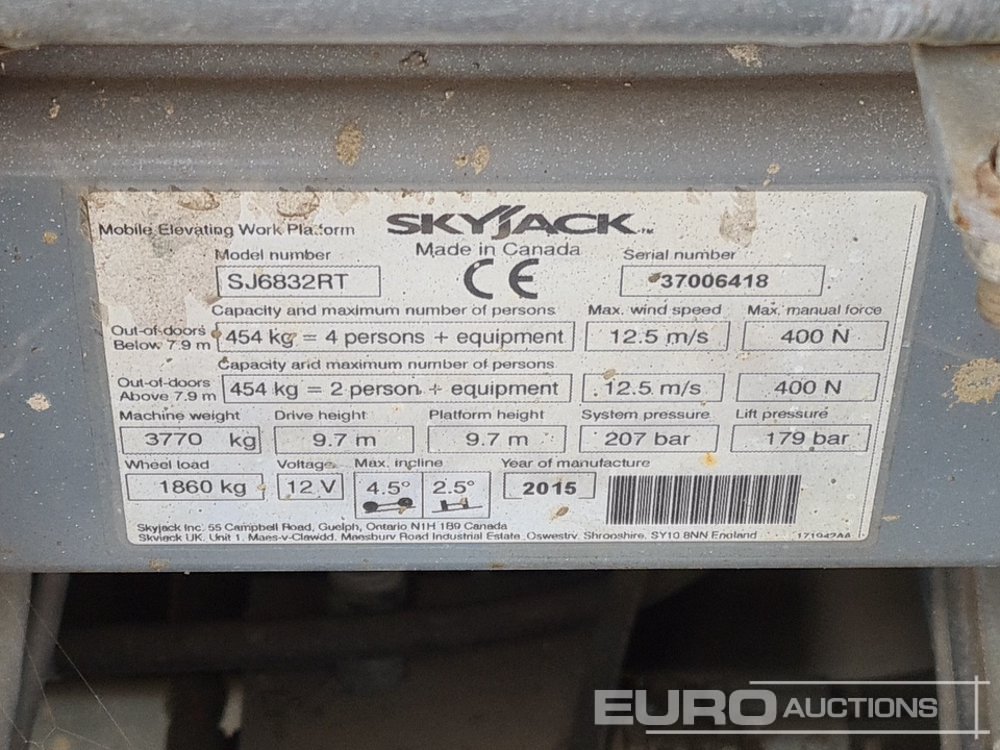 Mobile Elevating Work Platform
SKYJACK™
Made in Canada
Model number
SJ6832RT
CE
Serial number
37006418
Capacity and maximum number of persons
Max. wind speed
Max. manual force
Out-of-doors
Below 7.9 m
454 kg = 4 persons + equipment
12.5 m/s
400 N
Capacity and maximum number of persons
Out-of-doors
Above 7.9 m
454 kg = 2 person + equipment
12.5 m/s
400 N
Machine weight
Drive height
Platform height
System pressure
Lift pressure
3770 kg
9.7 m
9.7 m
207 bar
179 bar
Wheel load
Voltage
Max. incline
Year of manufacture
1860 kg
12 V
4.5°
2.5°
2015
Skyjack Inc. 55 Campbell Road, Guelph, Ontario N1H 1B9 Canada
Skyjack UK, Unit 1, Maes-y-Clawdd, Maesbury Road Industrial Estate, Oswestry, Shropshire, SY10 8NN England
171942AA
EURO AUCTIONS